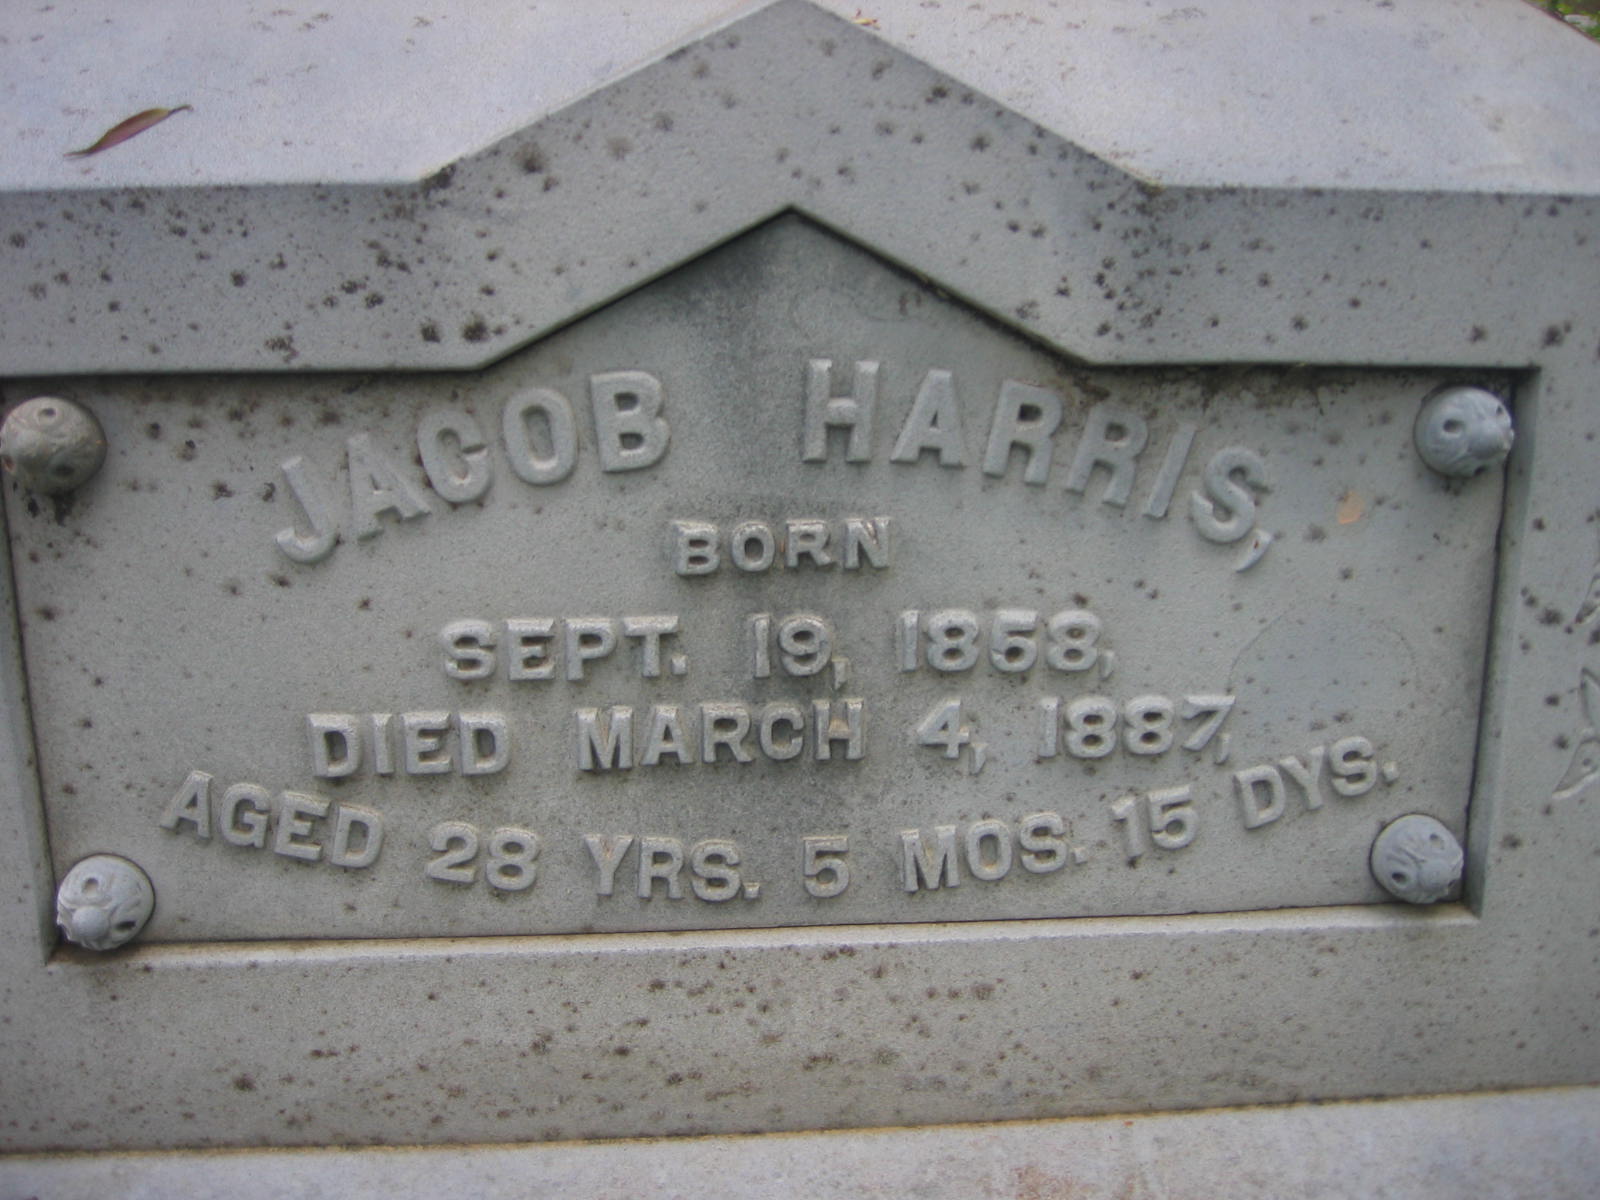 JACOB HARRIS,
BORN
SEPT. 19, 1858,
DIED MARCH 4, 1887,
AGED 28 YRS. 5 MOS. 15 DYS.